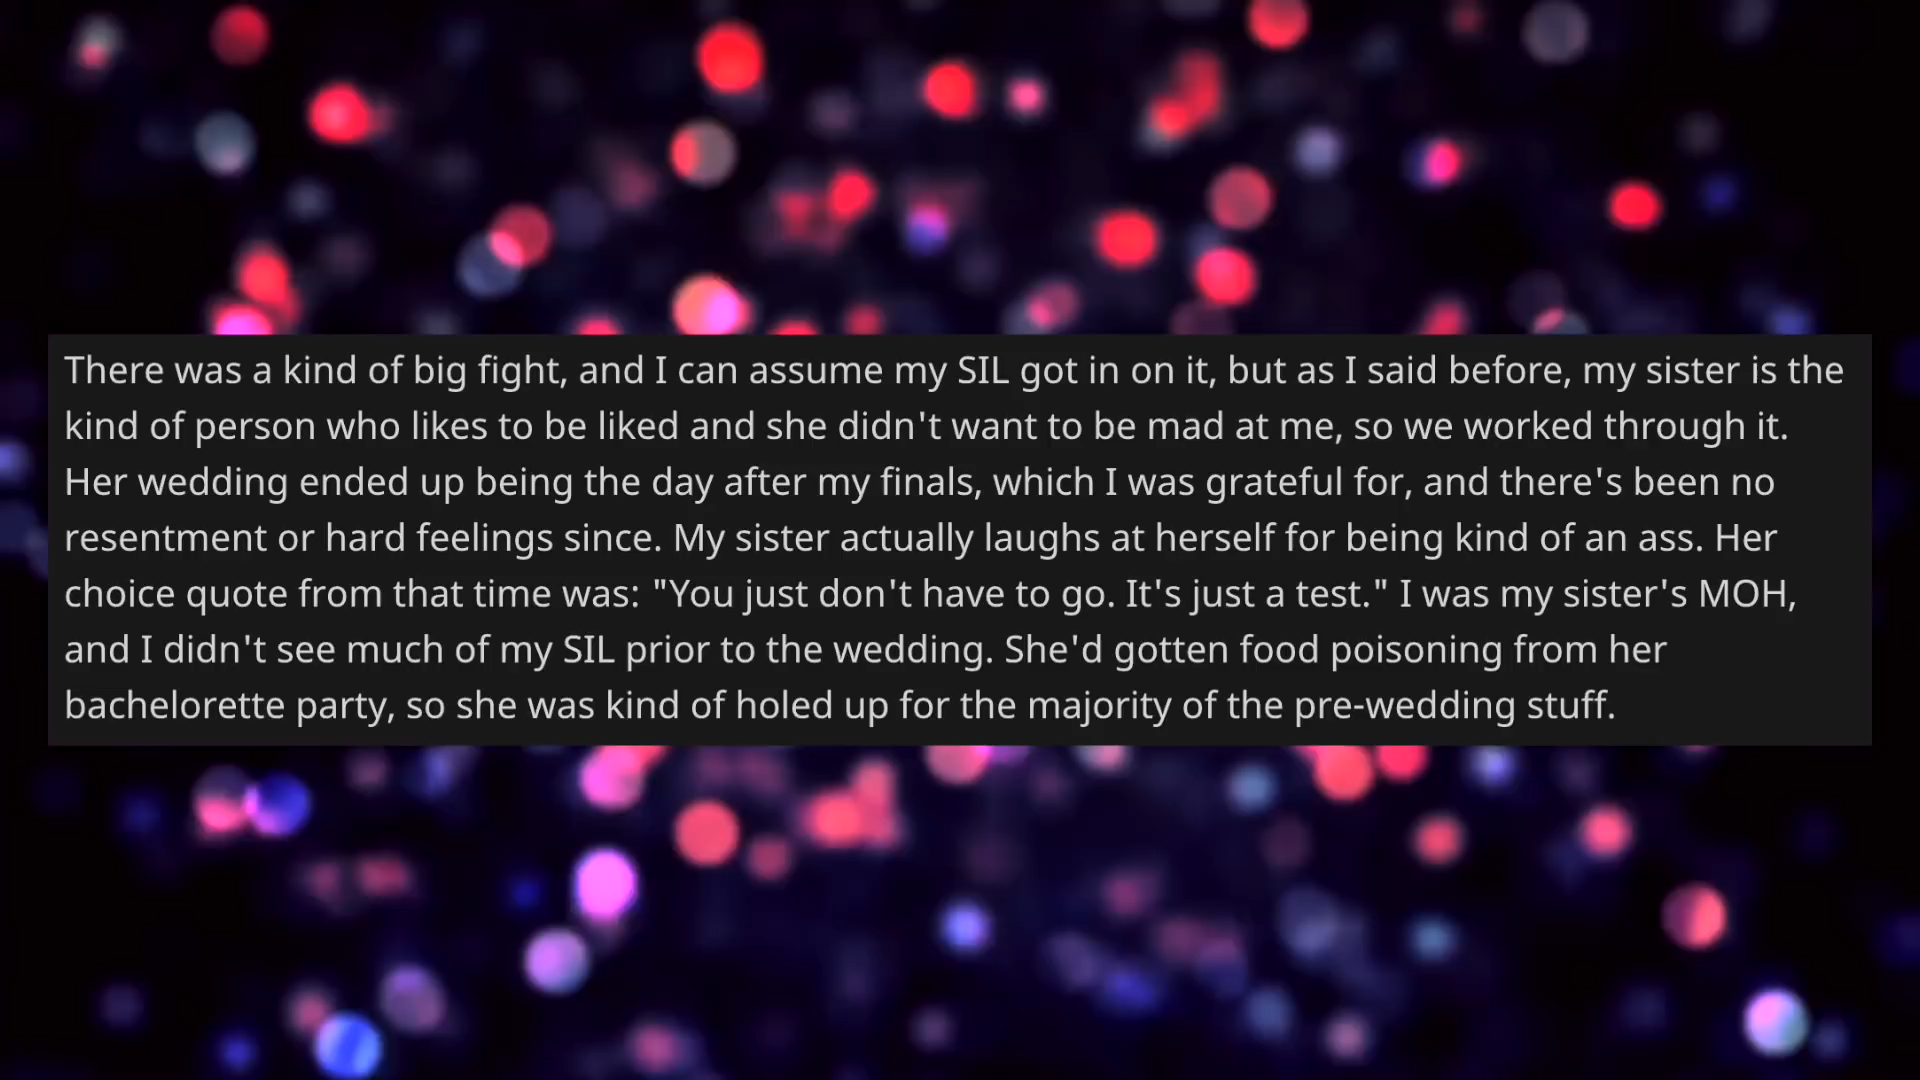 There was a kind of big fight, and I can assume my SIL got in on it, but as I said before, my sister is the
kind of person who likes to be liked and she didn't want to be mad at me, so we worked through it.
Her wedding ended up being the day after my finals, which I was grateful for, and there's been no
resentment or hard feelings since. My sister actually laughs at herself for being kind of an ass. Her
choice quote from that time was: "You just don't have to go. It's just a test." I was my sister's MOH,
and I didn't see much of my SIL prior to the wedding. She'd gotten food poisoning from her
bachelorette party, so she was kind of holed up for the majority of the pre-wedding stuff.